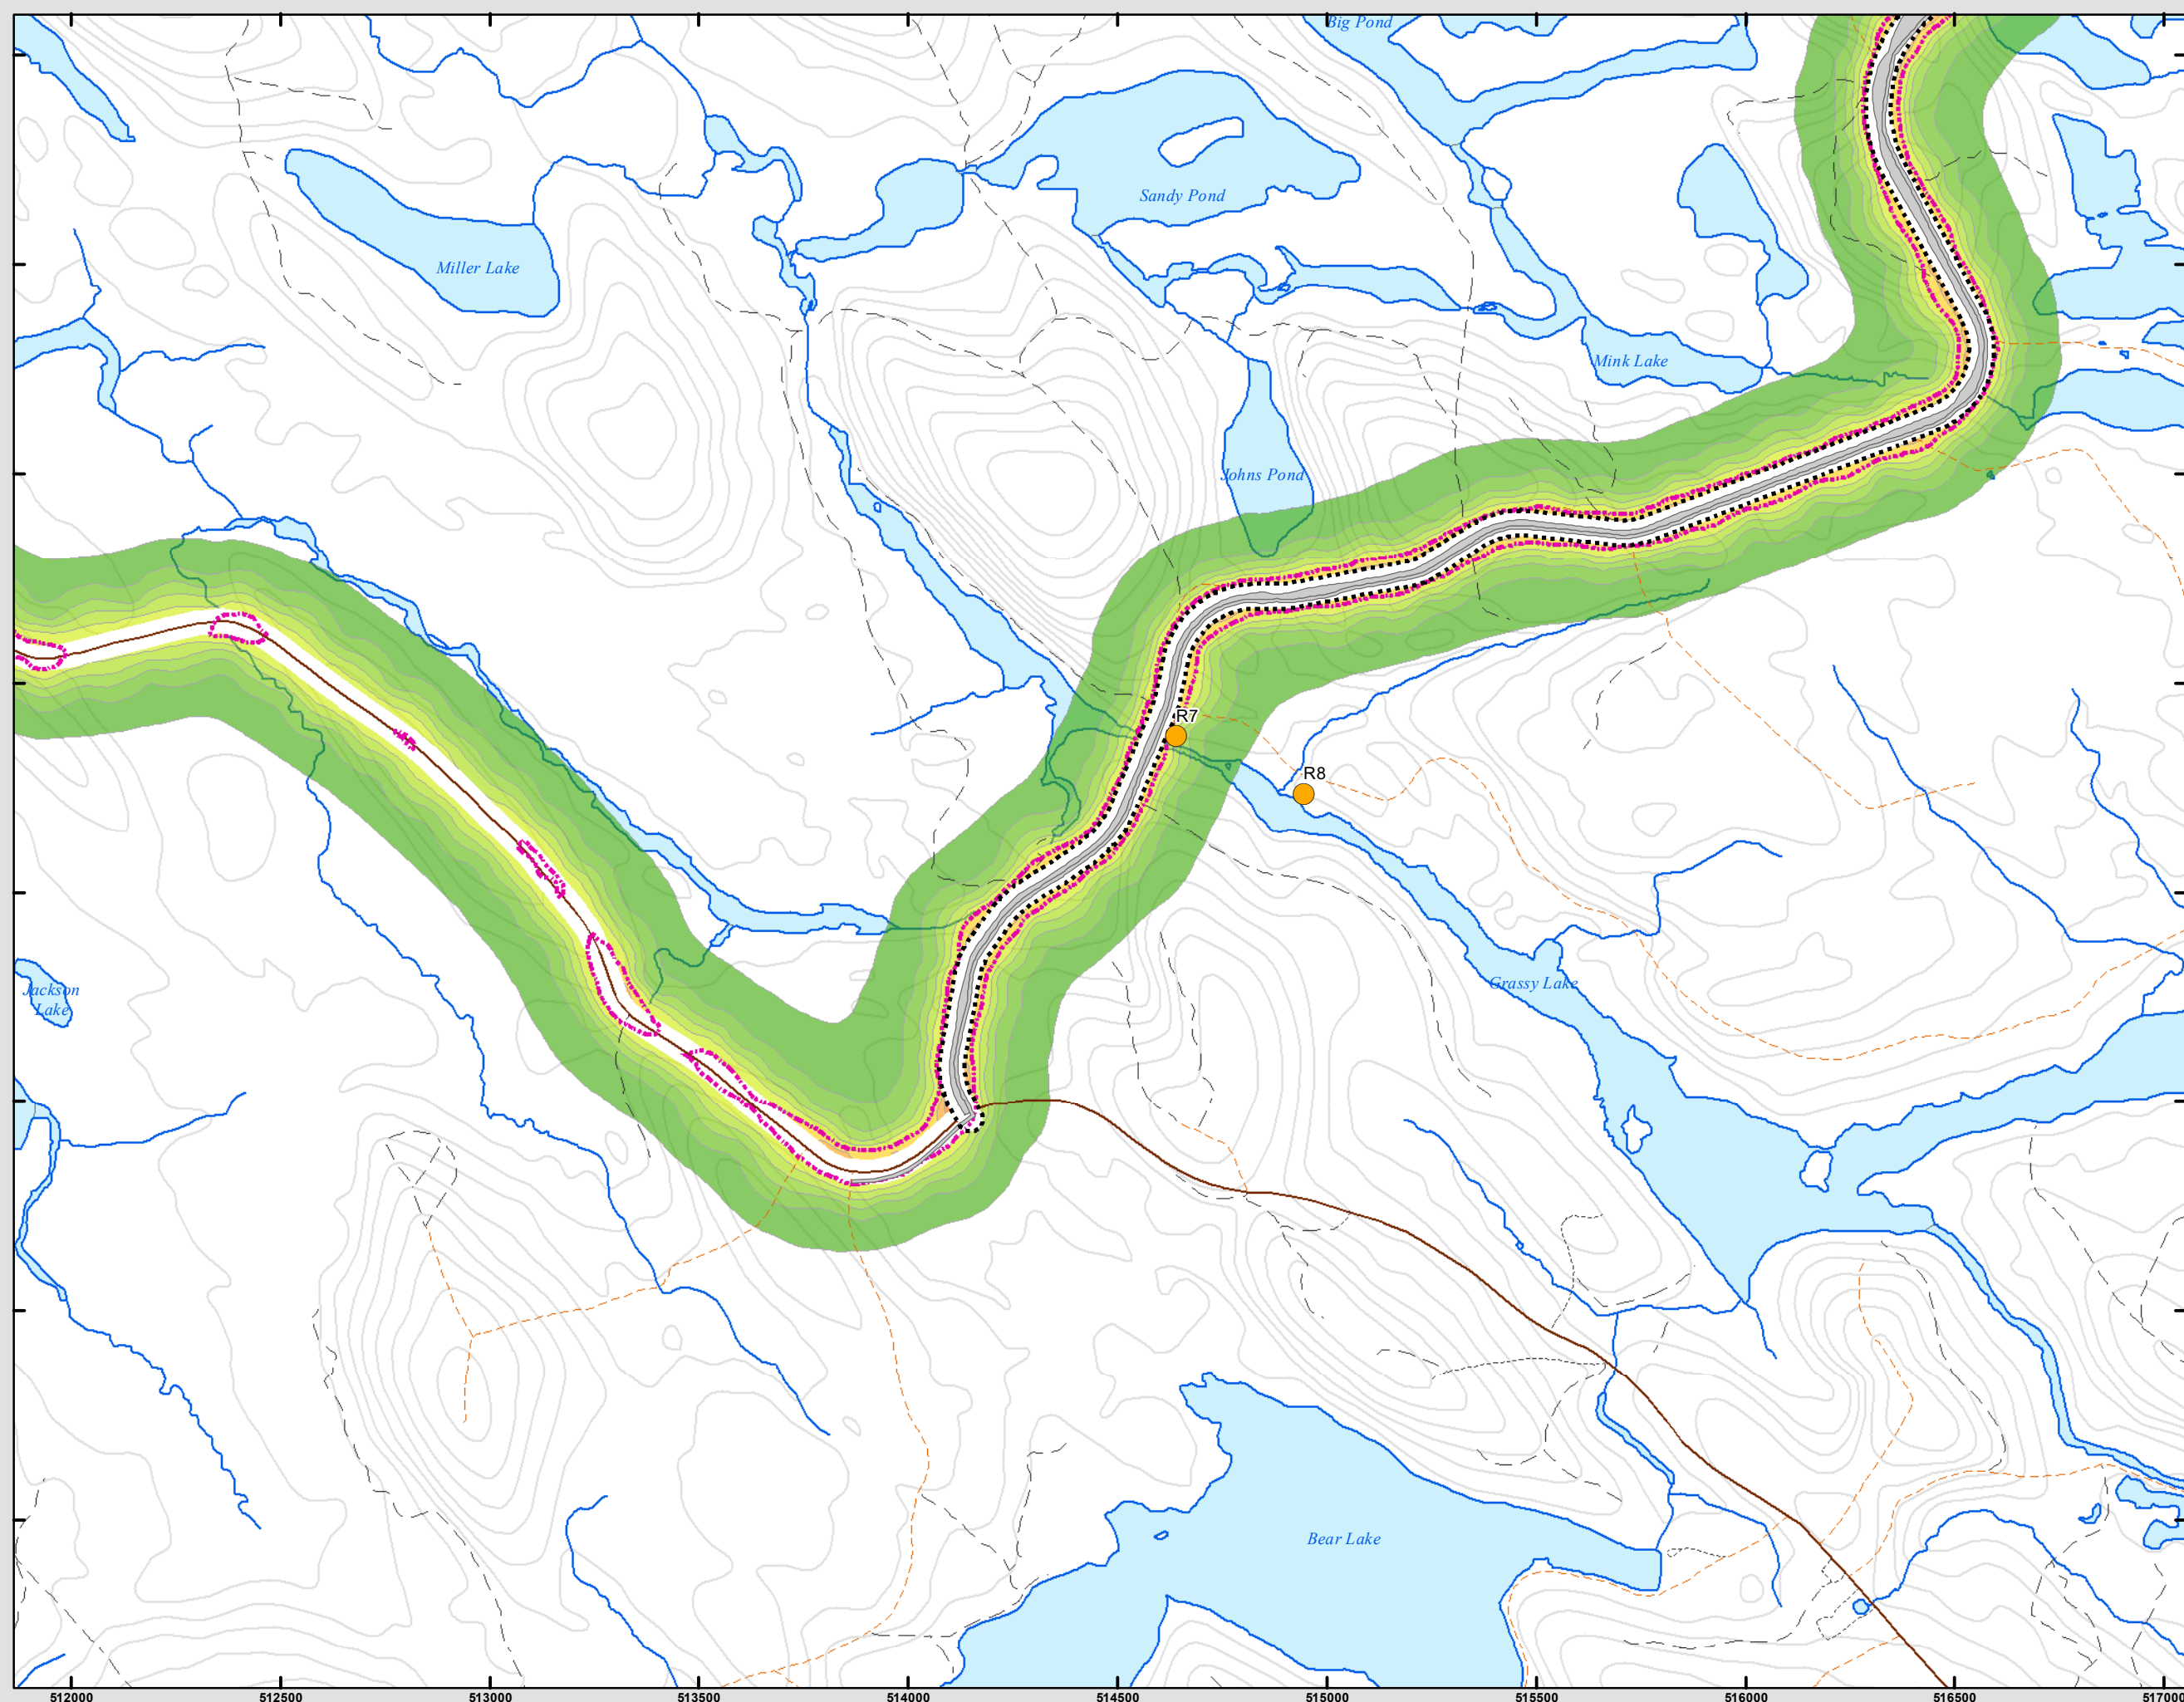 Big Pond
Sandy Pond
Miller Lake
Mink Lake
Johns Pond
R7
R8
Grassy Lake
Jackson
Lake
Bear Lake
512000 512500 513000 513500 514000 514500 515000 515500 516000 516500